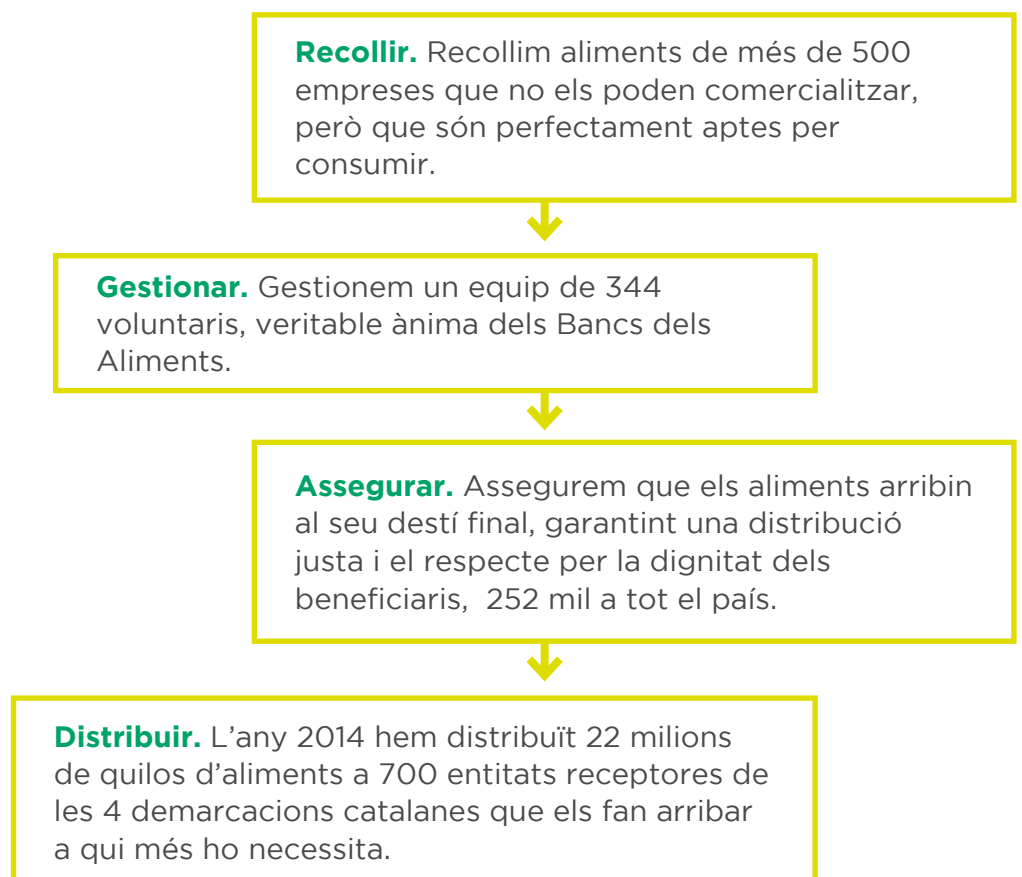 Recollir. Recollim aliments de més de 500
empreses que no els poden comercialitzar,
però que són perfectament aptes per
consumir.
Gestionar. Gestionem un equip de 344
voluntaris, veritable ànima dels Bancs dels
Aliments.
Assegurar. Assegurem que els aliments arribin
al seu destí final, garantint una distribució
justa i el respecte per la dignitat dels
beneficiaris,  252 mil a tot el país.
Distribuir. L’any 2014 hem distribuït 22 milions
de quilos d’aliments a 700 entitats receptores de
les 4 demarcacions catalanes que els fan arribar
a qui més ho necessita.